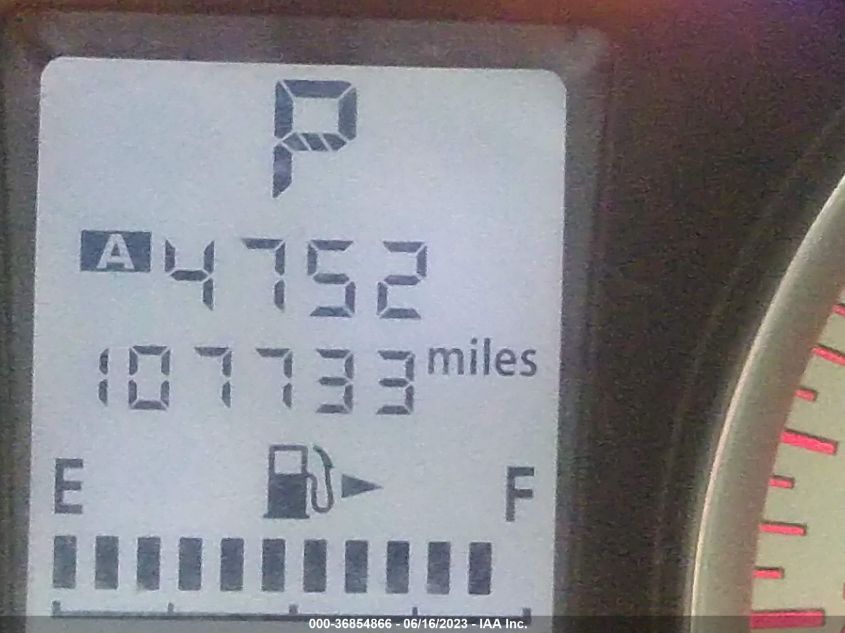 P
A 4752
107733 miles
E F
000-36854866 - 06/16/2023 - IAA Inc.